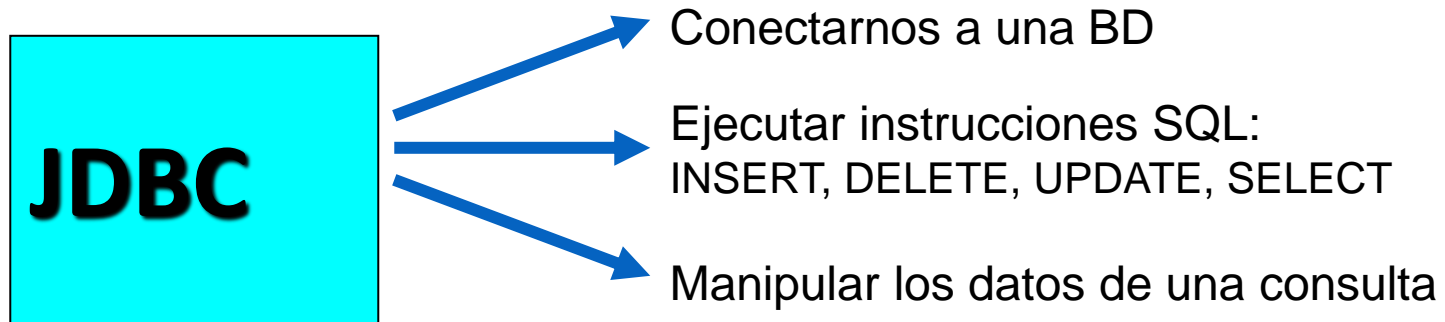 JDBC
Conectarnos a una BD
Ejecutar instrucciones SQL:
INSERT, DELETE, UPDATE, SELECT
Manipular los datos de una consulta